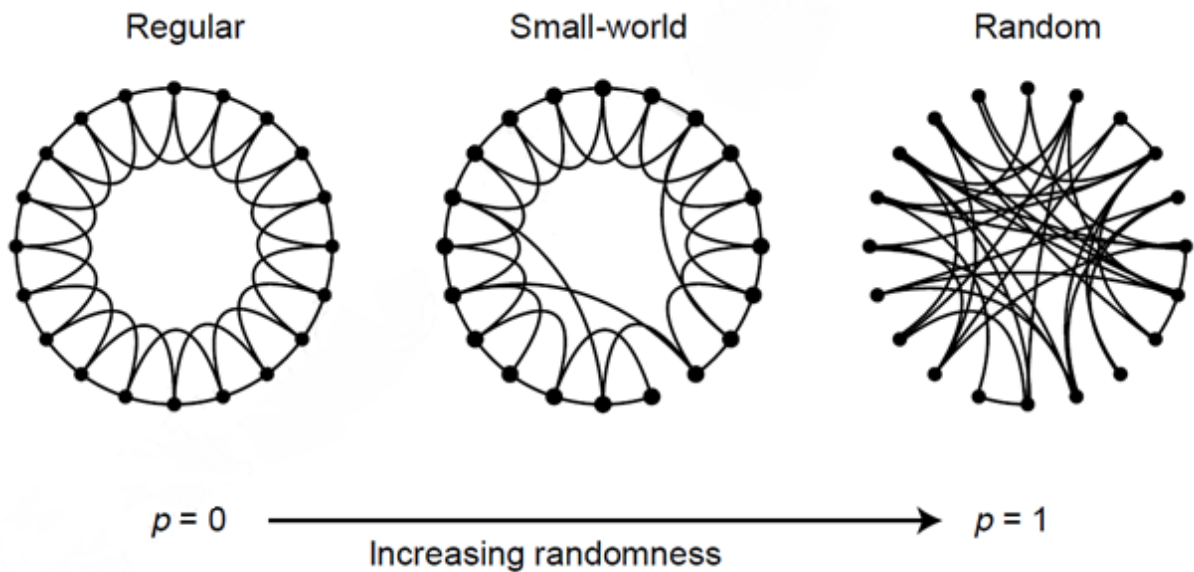 Regular Small-world Random
p = 0 p = 1
Increasing randomness